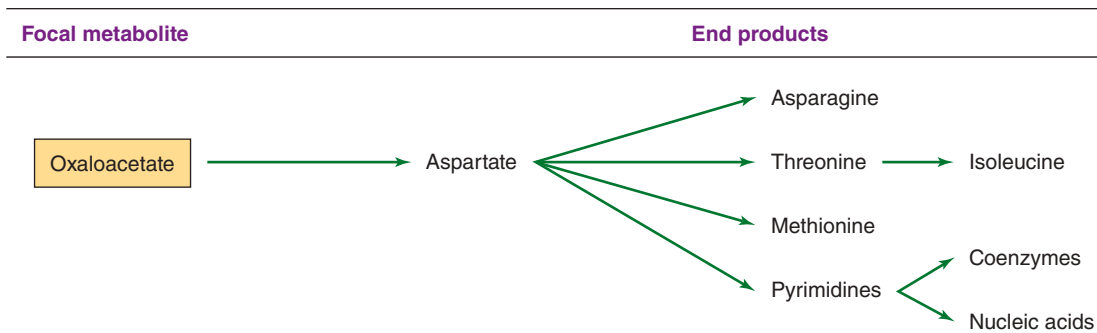 Focal metabolite End products
Asparagine
Oxaloacetate Aspartate Threonine Isoleucine
Methionine
Coenzymes
Pyrimidines
Nucleic acids